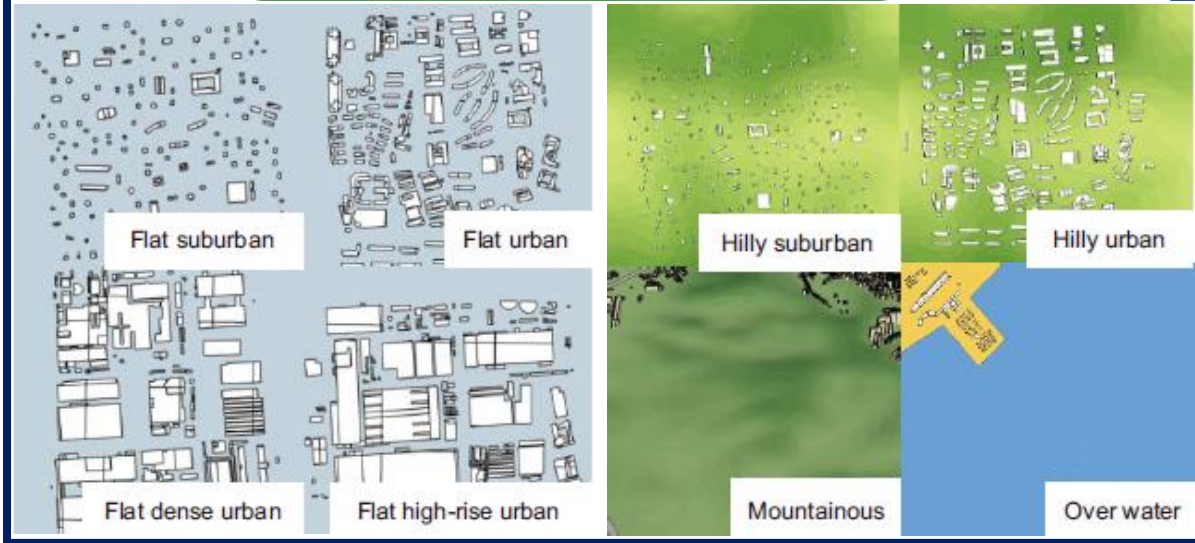 Flat suburban
Flat urban
Hilly suburban
Hilly urban
Flat dense urban
Flat high-rise urban
Mountainous
Over water